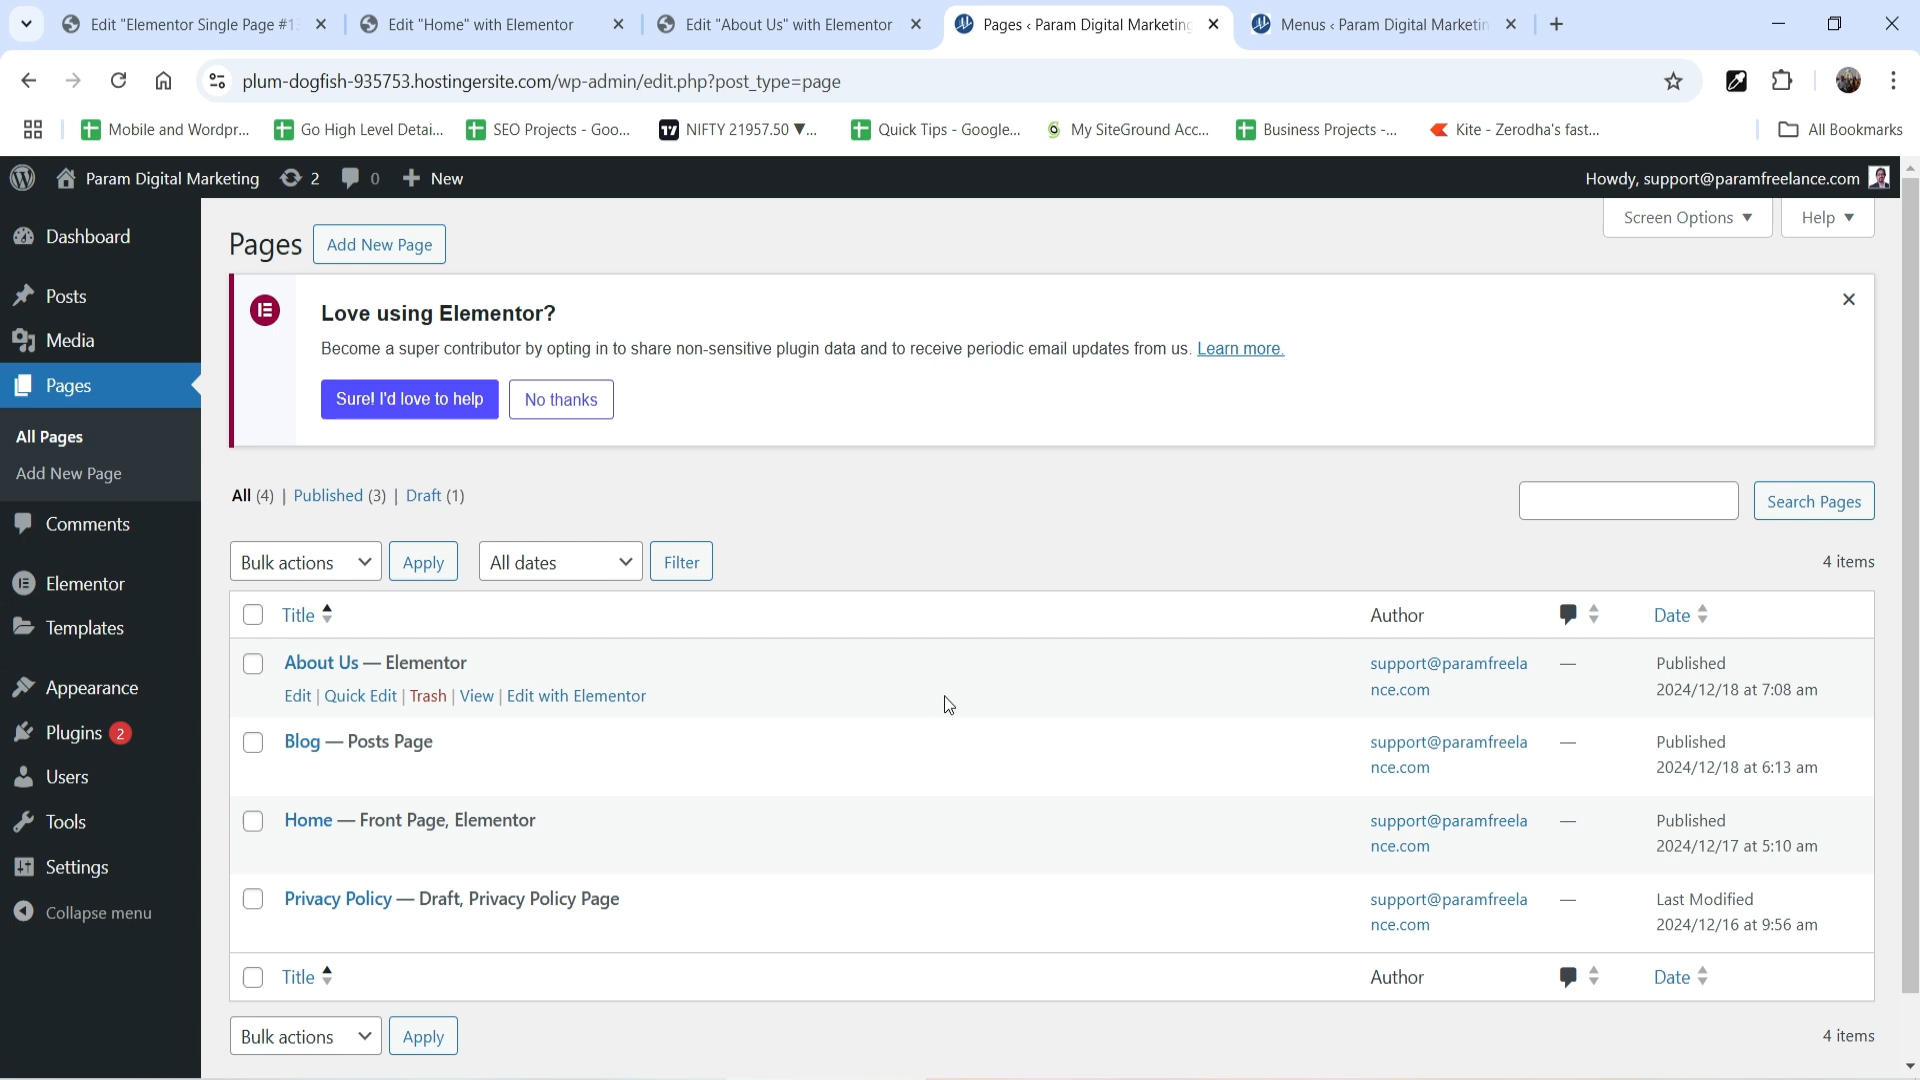 Edit "Elementor Single Page #1
Edit "Home" with Elementor
Edit "About Us" with Elementor
Pages ‹ Param Digital Marketing
Menus ‹ Param Digital Marketin
plum-dogfish-935753.hostingersite.com/wp-admin/edit.php?post_type=page
Mobile and Wordpr...
Go High Level Detai...
SEO Projects - Goo...
NIFTY 21957.50 ▼...
Quick Tips - Google...
My SiteGround Acc...
Business Projects -...
Kite - Zerodha's fast...
All Bookmarks
Param Digital Marketing
2
0
New
Howdy, support@paramfreelance.com
Dashboard
Posts
Media
Pages
All Pages
Add New Page
Comments
Elementor
Templates
Appearance
Plugins 2
Users
Tools
Settings
Collapse menu
Screen Options ▼
Help ▼
Pages
Add New Page
Love using Elementor?
Become a super contributor by opting in to share non-sensitive plugin data and to receive periodic email updates from us. Learn more.
Sure! I'd love to help
No thanks
All (4) | Published (3) | Draft (1)
Search Pages
Bulk actions
Apply
All dates
Filter
4 items
Title
Author
Date
About Us — Elementor
Edit | Quick Edit | Trash | View | Edit with Elementor
support@paramfreela
nce.com
—
Published
2024/12/18 at 7:08 am
Blog — Posts Page
support@paramfreela
nce.com
—
Published
2024/12/18 at 6:13 am
Home — Front Page, Elementor
support@paramfreela
nce.com
—
Published
2024/12/17 at 5:10 am
Privacy Policy — Draft, Privacy Policy Page
support@paramfreela
nce.com
—
Last Modified
2024/12/16 at 9:56 am
Title
Author
Date
Bulk actions
Apply
4 items